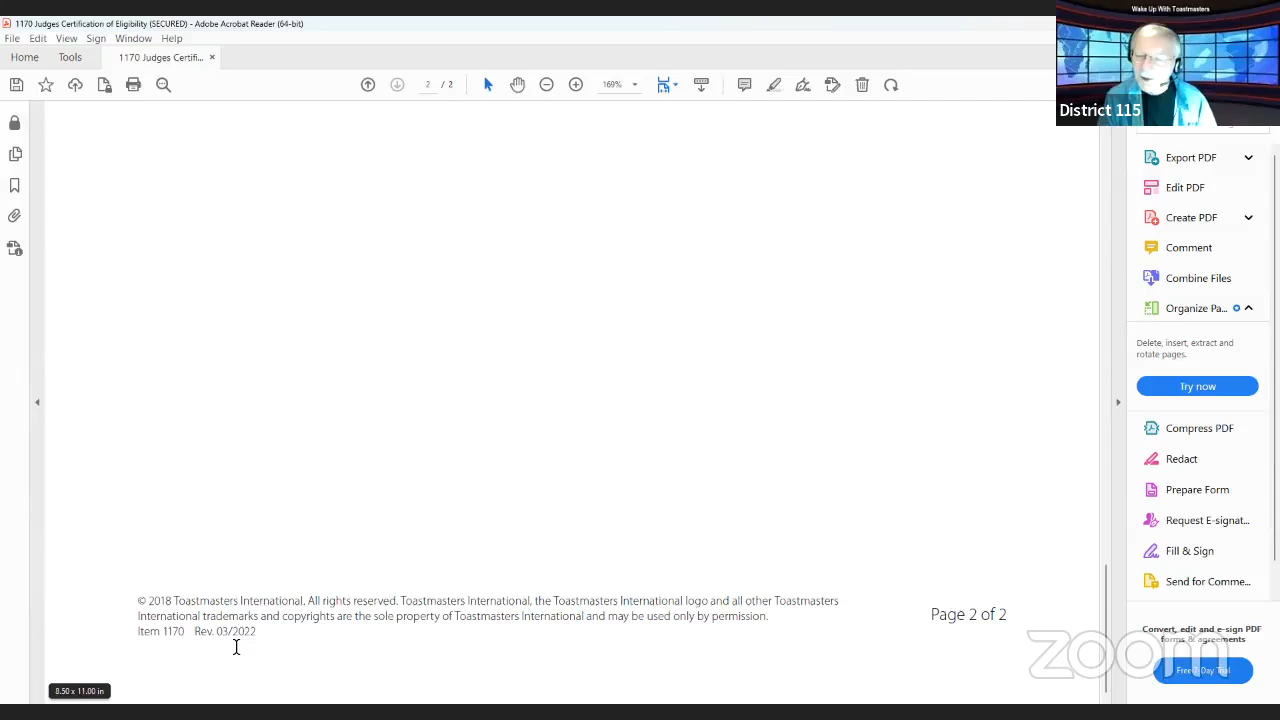 1170 Judges Certification of Eligibility (SECURED) - Adobe Acrobat Reader (64-bit)
File Edit View Sign Window Help
Home Tools 1170 Judges Certifi... ×
2 / 2 169%
Wake Up With Toastmasters
District 115
Export PDF
Edit PDF
Create PDF
Comment
Combine Files
Organize Pa...
Delete, insert, extract and
rotate pages.
Try now
Compress PDF
Redact
Prepare Form
Request E-signat...
Fill & Sign
Send for Comme...
Convert, edit and e-sign PDF
forms & agreements
Free 7-Day Trial
zoom
© 2018 Toastmasters International. All rights reserved. Toastmasters International, the Toastmasters International logo and all other Toastmasters
International trademarks and copyrights are the sole property of Toastmasters International and may be used only by permission.
Item 1170 Rev. 03/2022
Page 2 of 2
8.50 x 11.00 in